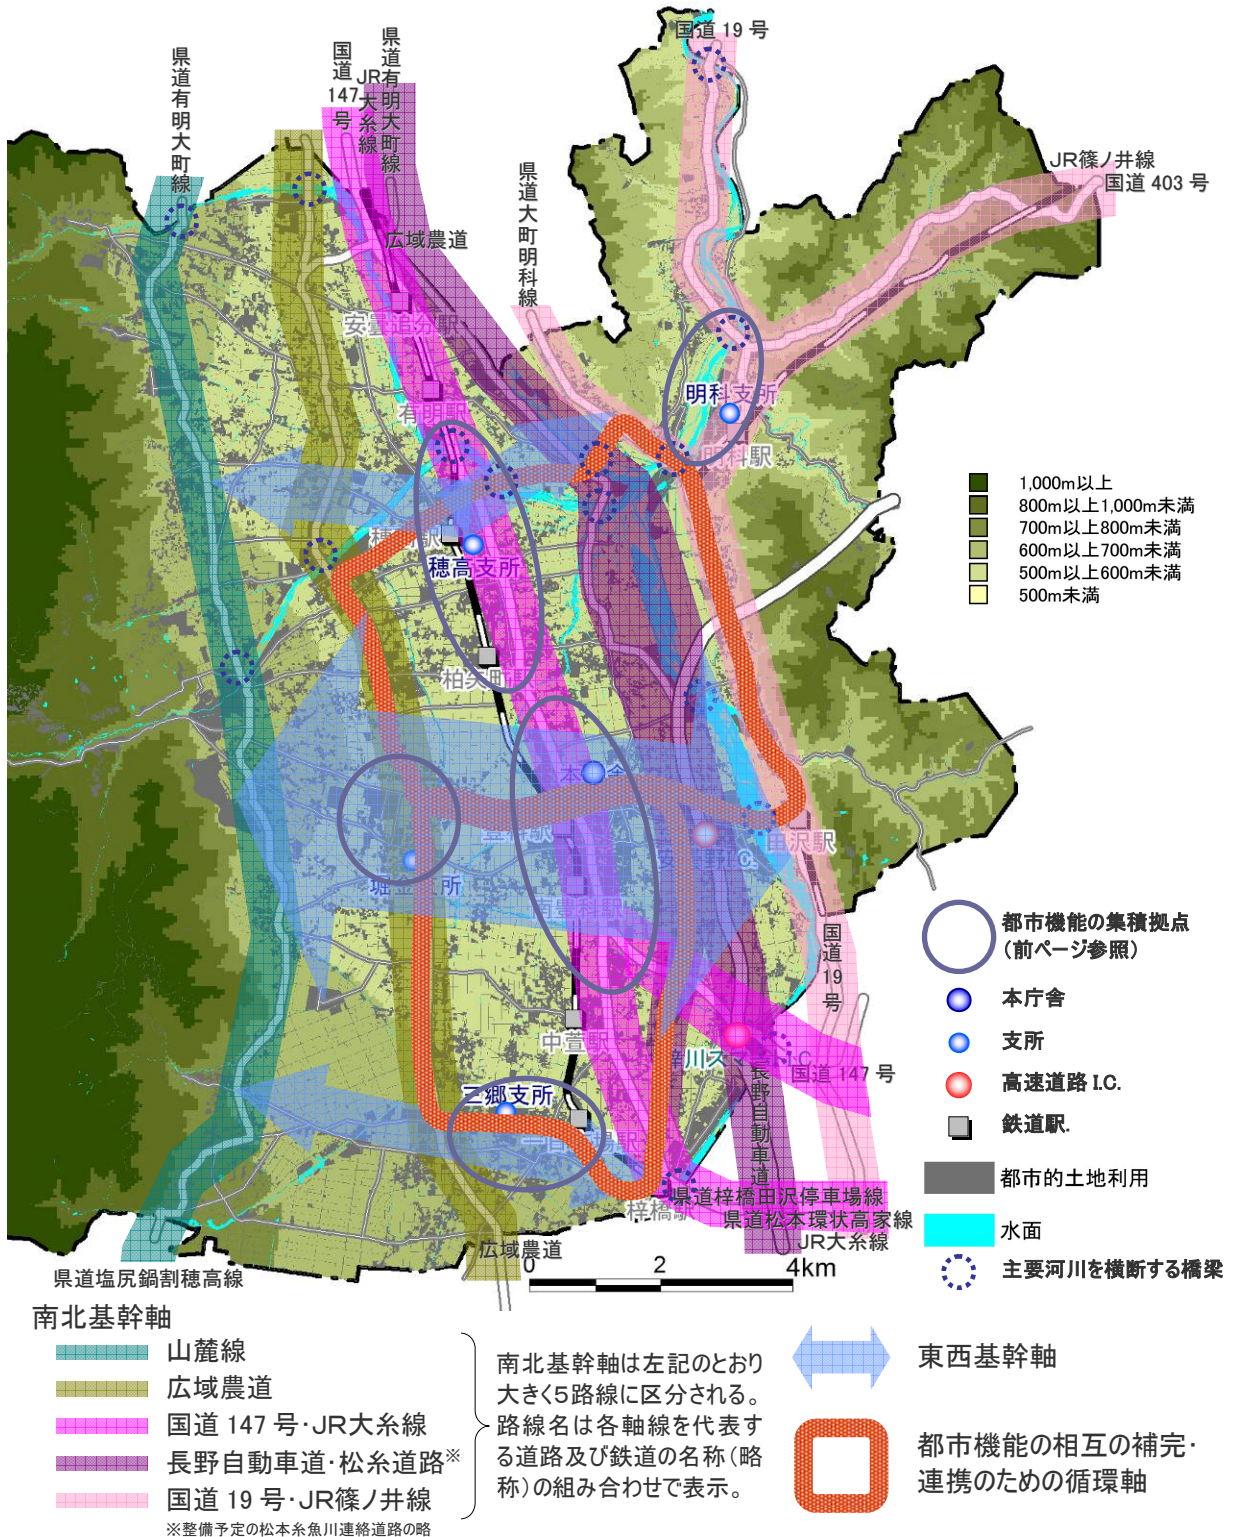 国道 19 号
県道有明大町線
国道147号
JR大糸線
県道有明大町線
県道大町明科線
JR篠ノ井線
国道 403 号
広域農道
安曇追分駅
有明駅
明科支所
明科駅
1,000m以上
800m以上1,000m未満
700m以上800m未満
600m以上700m未満
500m以上600m未満
500m未満
穂高支所
柏矢町駅
本庁舎
豊科駅
田沢駅
堀金支所
国道19号
都市機能の集積拠点
(前ページ参照)
本庁舎
支所
高速道路 I.C.
鉄道駅.
都市的土地利用
水面
主要河川を横断する橋梁
中萱駅
国道 147 号
長野自動車道
三郷支所
梓橋駅
県道梓橋田沢停車場線
県道松本環状高家線
JR大糸線
広域農道
県道塩尻鍋割穂高線
0 2 4km
南北基幹軸
山麓線
広域農道
国道 147 号・JR大糸線
長野自動車道・松糸道路※
国道 19 号・JR篠ノ井線
※整備予定の松本糸魚川連絡道路の略
南北基幹軸は左記のとおり
大きく5路線に区分される。
路線名は各軸線を代表す
る道路及び鉄道の名称(略
称)の組み合わせで表示。
東西基幹軸
都市機能の相互の補完・
連携のための循環軸